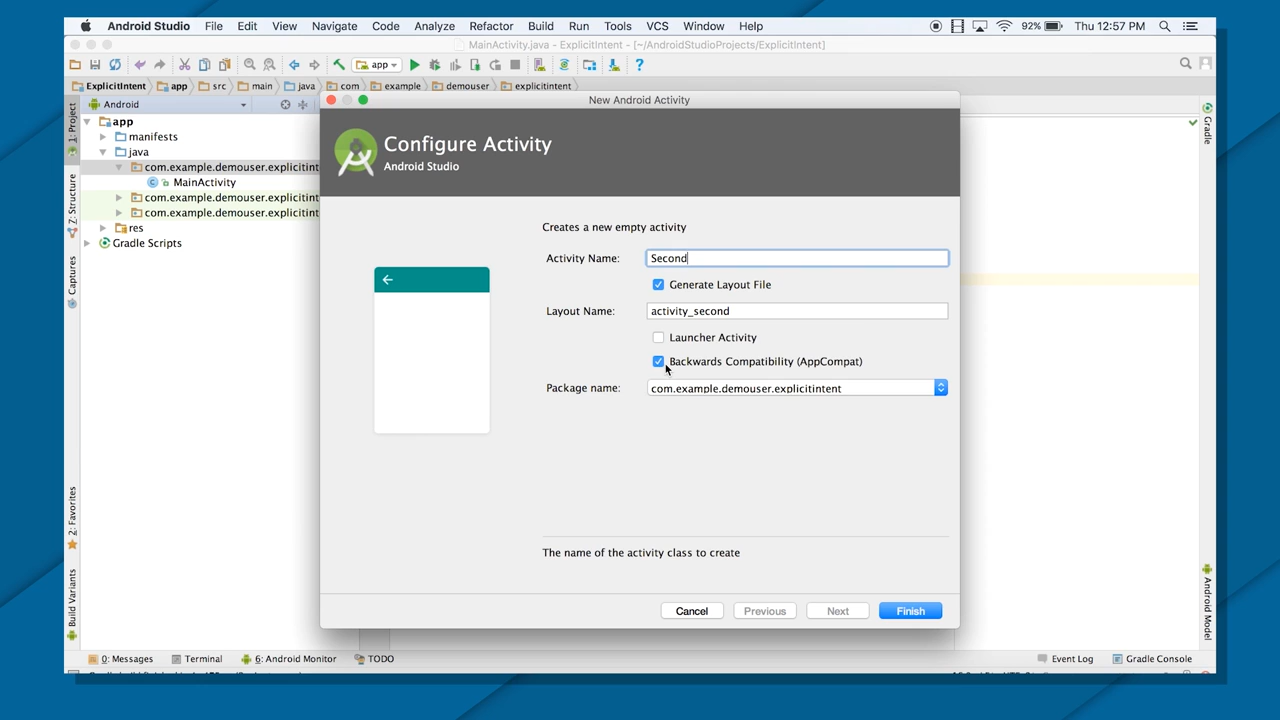 Android Studio File Edit View Navigate Code Analyze Refactor Build Run Tools VCS Window Help 92% Thu 12:57 PM
MainActivity.java - ExplicitIntent - [~/AndroidStudioProjects/ExplicitIntent]
app
ExplicitIntent app src main java com example demouser explicitintent
Android
New Android Activity
1: Project
Gradle
app
manifests
java
com.example.demouser.explicitint
MainActivity
com.example.demouser.explicitint
com.example.demouser.explicitint
res
Gradle Scripts
Configure Activity
Android Studio
Creates a new empty activity
Activity Name: Second
Generate Layout File
Layout Name: activity_second
Launcher Activity
Backwards Compatibility (AppCompat)
Package name: com.example.demouser.explicitintent
The name of the activity class to create
Cancel Previous Next Finish
Z: Structure
Captures
2: Favorites
Build Variants
Android Model
0: Messages Terminal 6: Android Monitor TODO Event Log Gradle Console